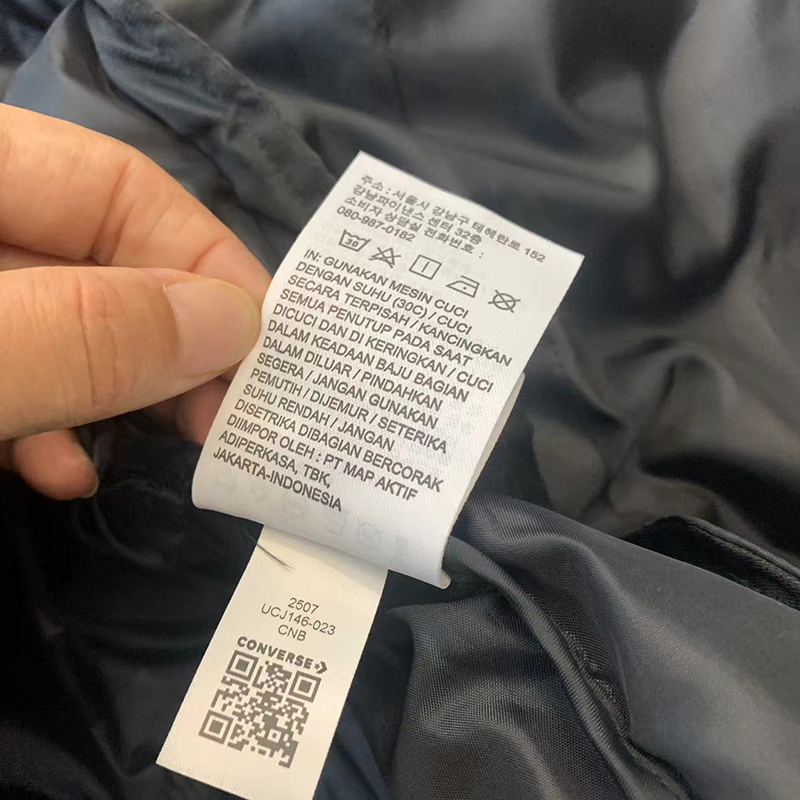 주소 : 서울시 강남구 테헤란로 152
강남파이낸스 센터 32층
소비자 상담실 전화번호 :
080-987-0182
30
IN: GUNAKAN MESIN CUCI
DENGAN SUHU (30C) / CUCI
SECARA TERPISAH / KANCINGKAN
SEMUA PENUTUP PADA SAAT
DICUCI DAN DI KERINGKAN / CUCI
DALAM KEADAAN BAJU BAGIAN
DALAM DILUAR / PINDAHKAN
SEGERA / JANGAN GUNAKAN
PEMUTIH / DIJEMUR / SETERIKA
SUHU RENDAH / JANGAN
DISETRIKA DIBAGIAN BERCORAK
DIIMPOR OLEH : PT MAP AKTIF
ADIPERKASA, TBK,
JAKARTA-INDONESIA
2507
UCJ146-023
CNB
CONVERSE